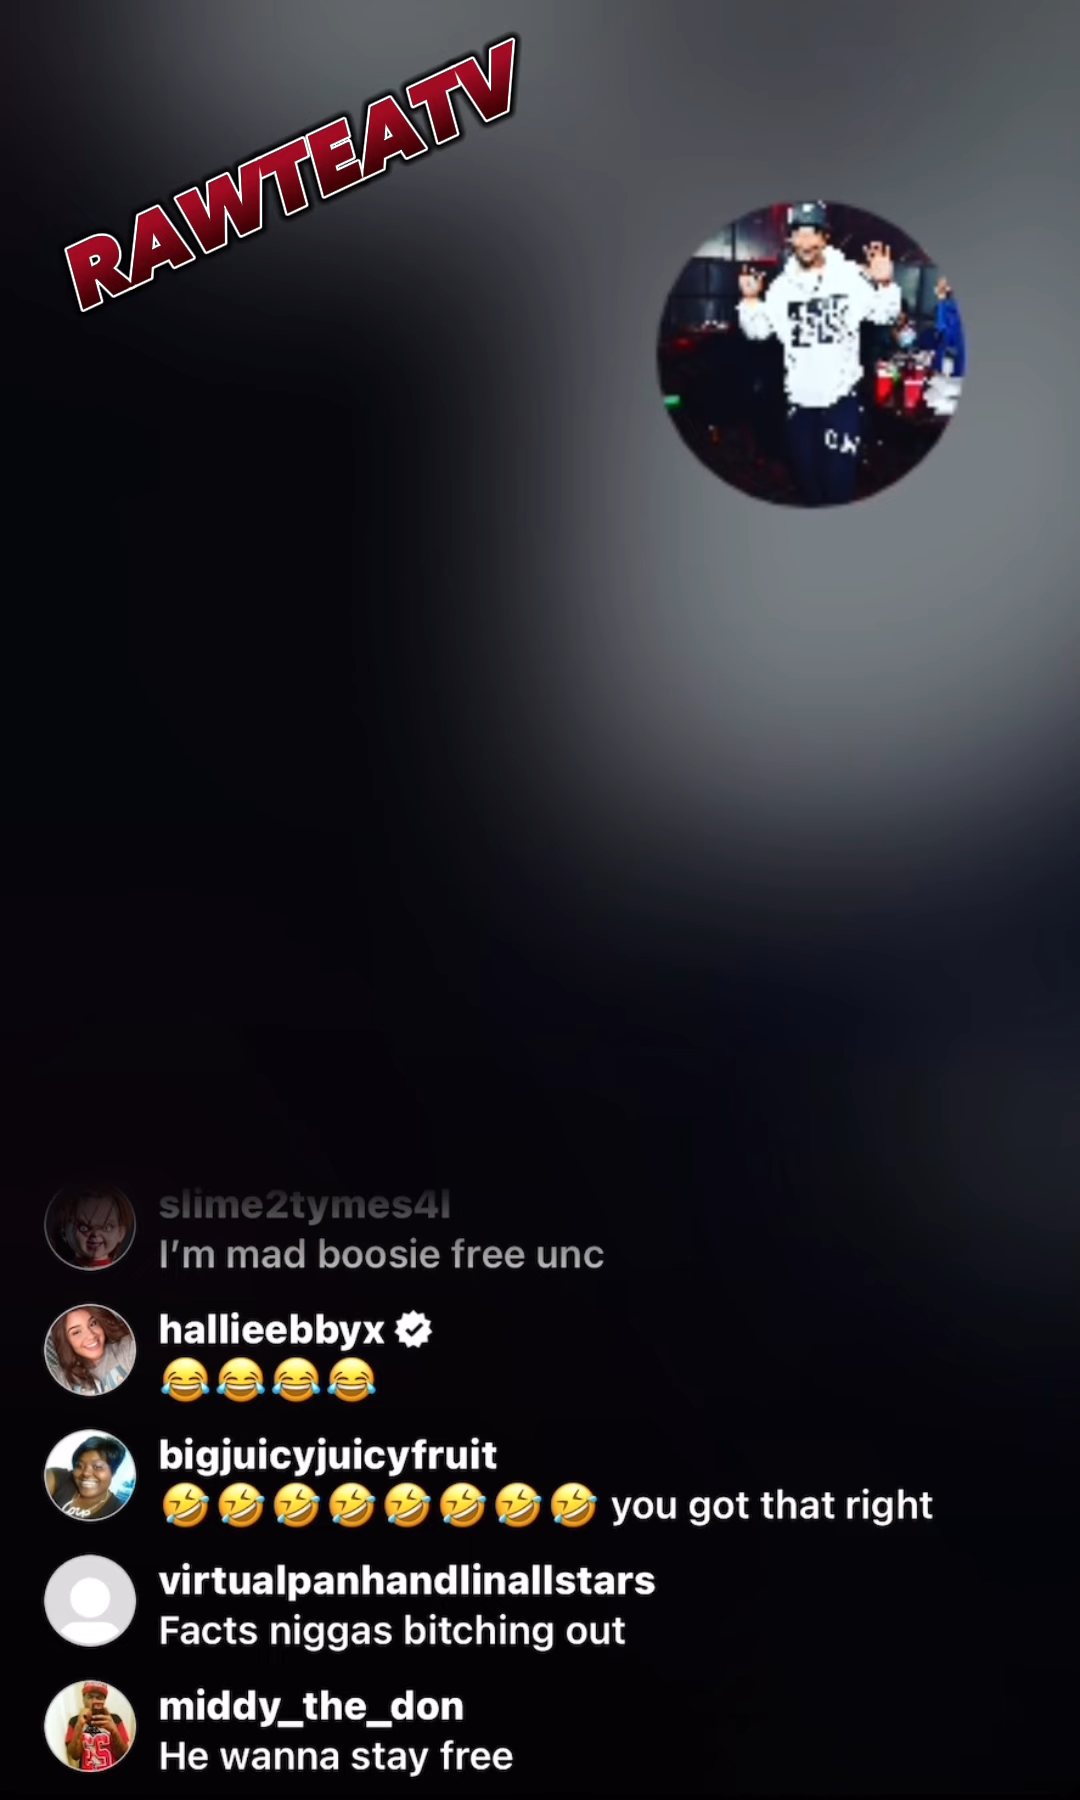 RAWTEATV
slime2tymes4l
I'm mad boosie free unc
hallieebbyx
😂😂😂😂
bigjuicyjuicyfruit
🤣🤣🤣🤣🤣🤣🤣🤣 you got that right
virtualpanhandlinallstars
Facts niggas bitching out
middy_the_don
He wanna stay free